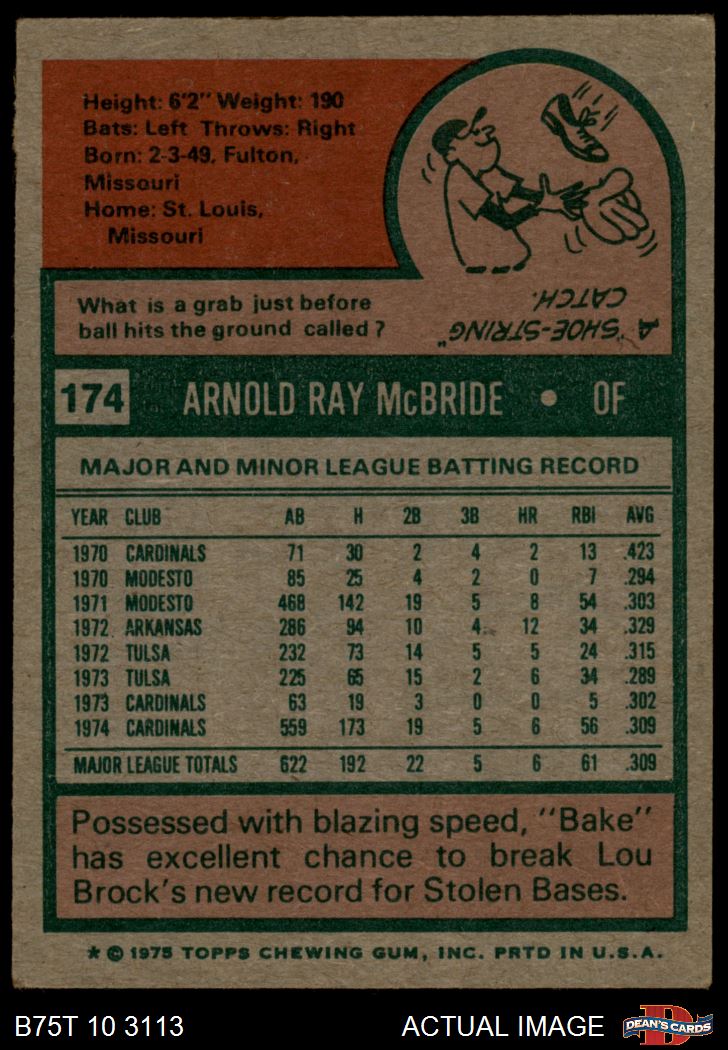 Height: 6'2" Weight: 190
Bats: Left Throws: Right
Born: 2-3-49, Fulton,
Missouri
Home: St. Louis,
Missouri
What is a grab just before
ball hits the ground called?
A "SHOE-STRING"
CATCH.
174 ARNOLD RAY McBRIDE • OF
MAJOR AND MINOR LEAGUE BATTING RECORD
YEAR CLUB AB H 2B 3B HR RBI AVG
1970 CARDINALS 71 30 2 4 2 13 .423
1970 MODESTO 85 25 4 2 0 7 .294
1971 MODESTO 468 142 19 5 8 54 .303
1972 ARKANSAS 286 94 10 4 12 34 .329
1972 TULSA 232 73 14 5 5 24 .315
1973 TULSA 225 65 15 2 6 34 .289
1973 CARDINALS 63 19 3 0 0 5 .302
1974 CARDINALS 559 173 19 5 6 56 .309
MAJOR LEAGUE TOTALS 622 192 22 5 6 61 .309
Possessed with blazing speed, "Bake"
has excellent chance to break Lou
Brock's new record for Stolen Bases.
* © 1975 TOPPS CHEWING GUM, INC. PRTD IN U.S.A.
B75T 10 3113 ACTUAL IMAGE D DEAN'S CARDS